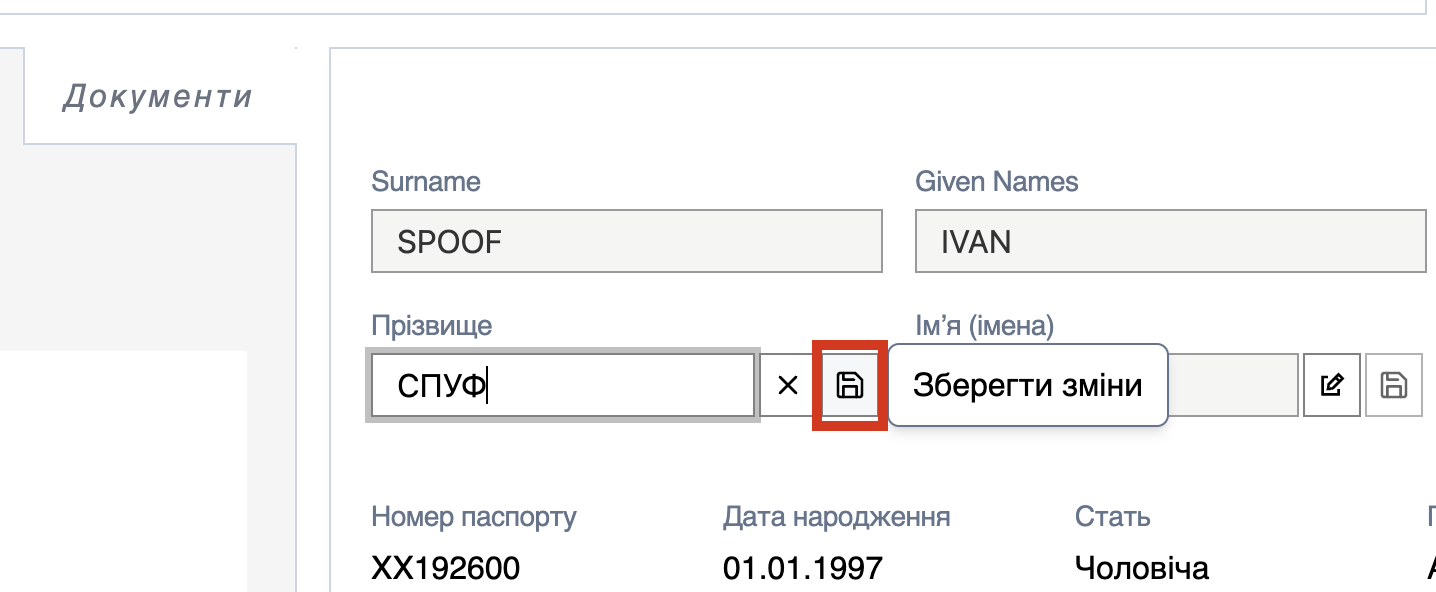 Документи
Surname
Given Names
SPOOF
IVAN
Прізвище
Ім’я (імена)
СПУФ
Зберегти зміни
Номер паспорту
Дата народження
Стать
XX192600
01.01.1997
Чоловіча